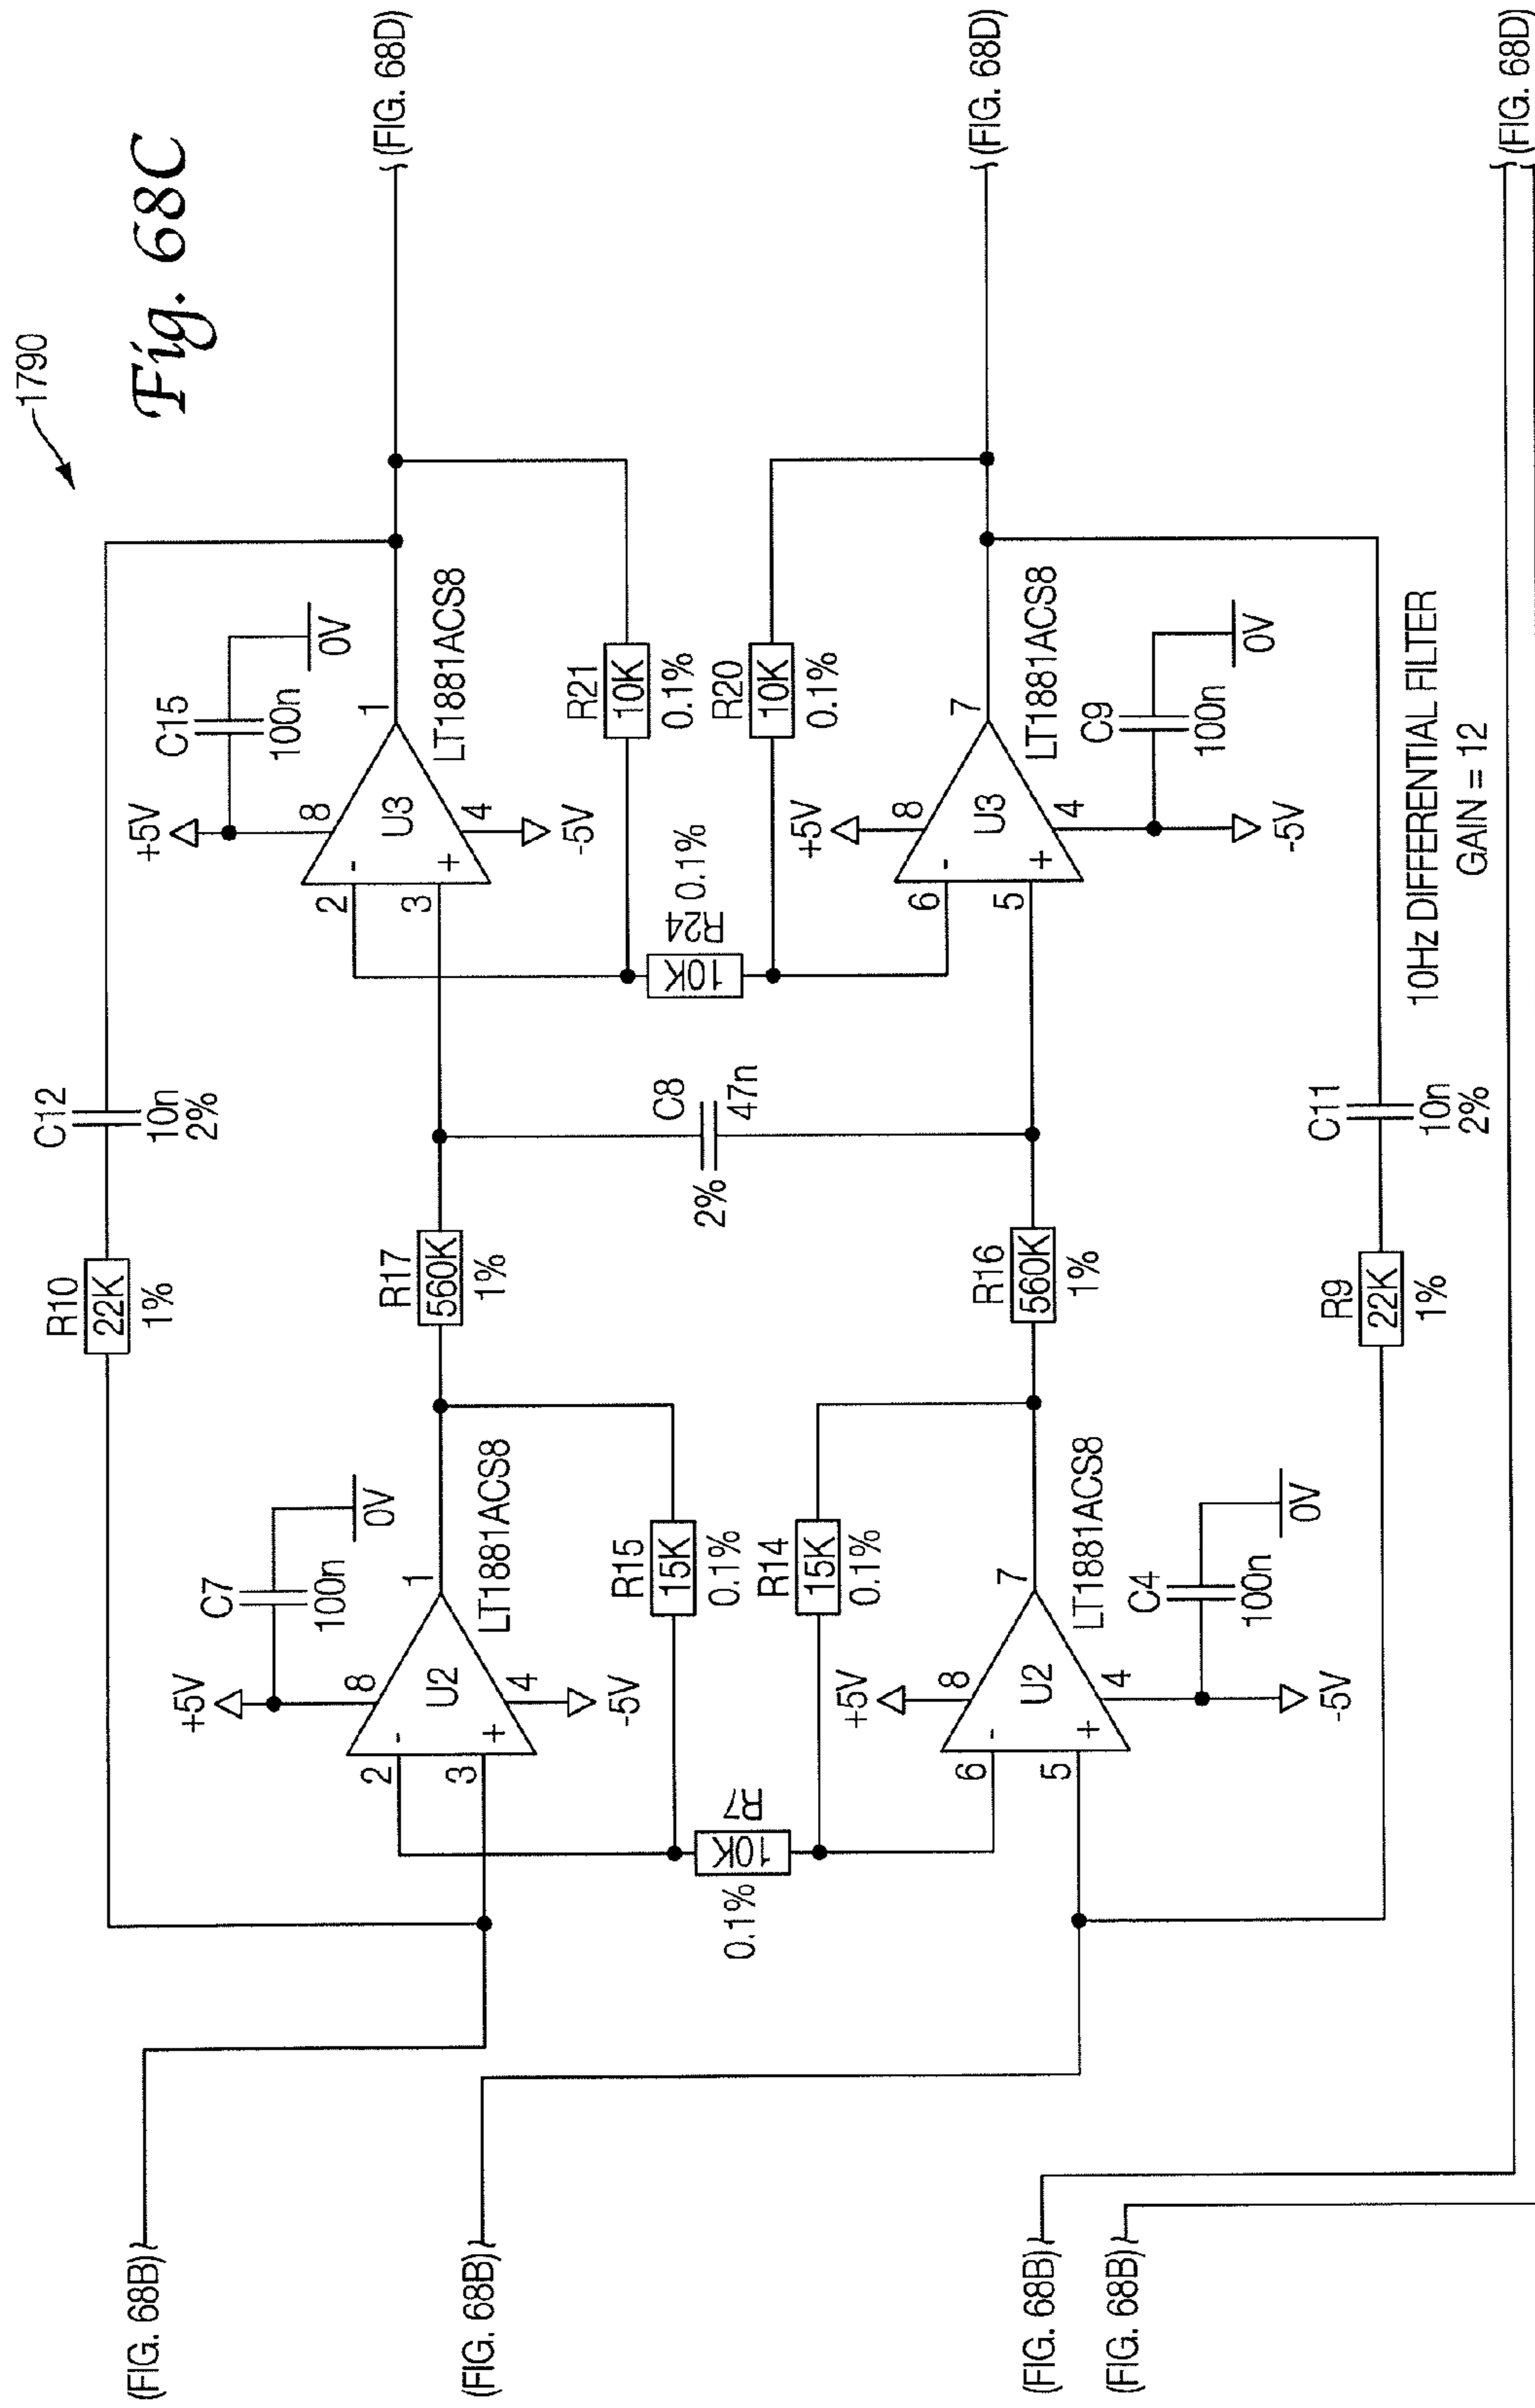 1790
Fig. 68C
(FIG. 68B)
(FIG. 68B)
(FIG. 68B)
(FIG. 68B)
R10
22K
1%
C12
10n
2%
+5V
C7
100n
0V
8
2
-
3
+
U2
1
4
-5V
LT1881ACS8
R15
15K
0.1%
R7
10K
0.1%
R14
15K
0.1%
+5V
8
6
-
5
+
U2
7
4
-5V
LT1881ACS8
C4
100n
0V
R17
560K
1%
C8
47n
2%
R16
560K
1%
R9
22K
1%
C11
10n
2%
+5V
C15
100n
0V
8
2
-
3
+
U3
1
4
-5V
LT1881ACS8
R21
10K
0.1%
R24
10K
0.1%
R20
10K
0.1%
+5V
8
6
-
5
+
U3
7
4
-5V
LT1881ACS8
C9
100n
0V
10Hz DIFFERENTIAL FILTER
GAIN = 12
(FIG. 68D)
(FIG. 68D)
(FIG. 68D)